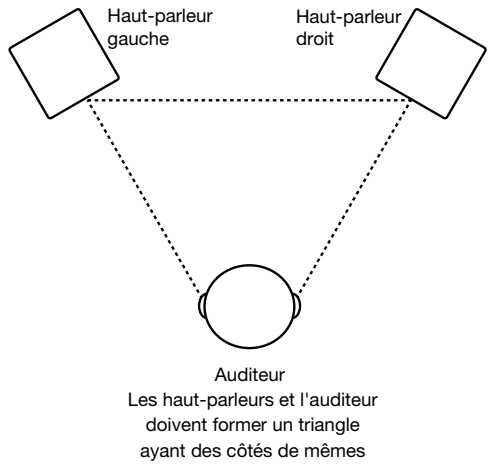 Haut-parleur
gauche
Haut-parleur
droit
Auditeur
Les haut-parleurs et l'auditeur
doivent former un triangle
ayant des côtés de mêmes